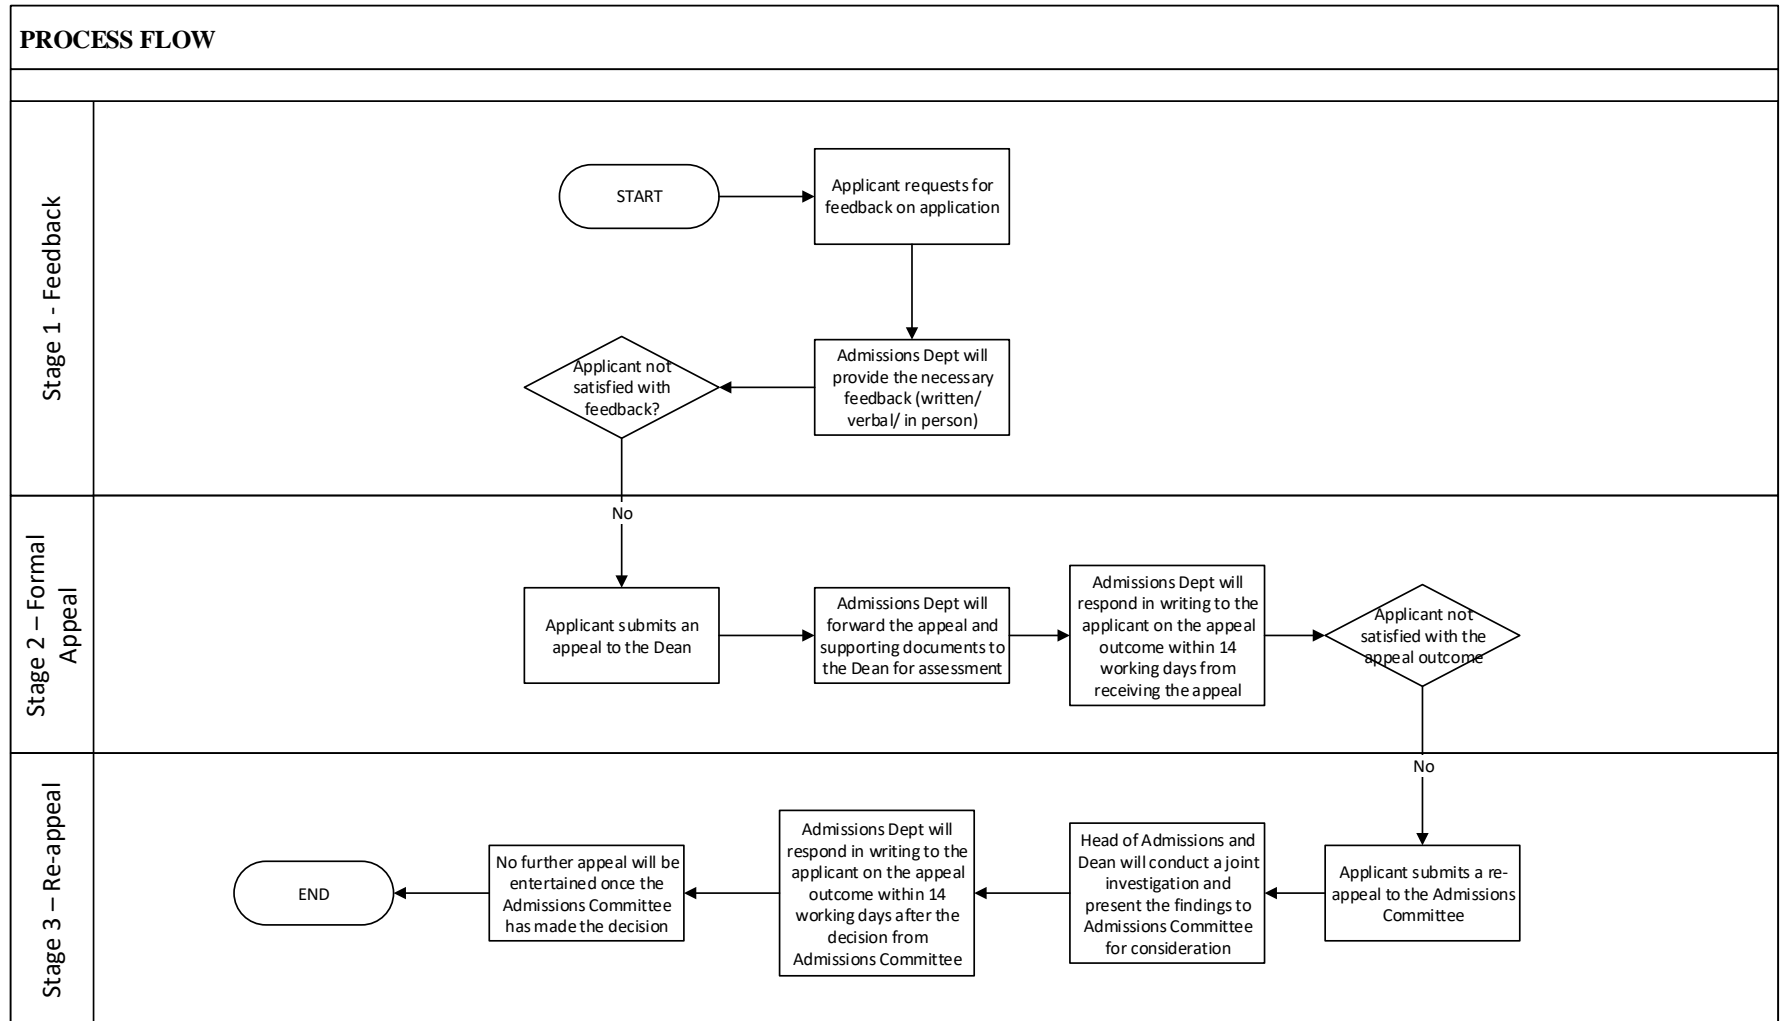 PROCESS FLOW
Stage 1 - Feedback
START
Applicant requests for
feedback on application
Applicant not
satisfied with
feedback?
Admissions Dept will
provide the necessary
feedback (written/
verbal/ in person)
Stage 2 – Formal
Appeal
No
Applicant submits an
appeal to the Dean
Admissions Dept will
forward the appeal and
supporting documents to
the Dean for assessment
Admissions Dept will
respond in writing to the
applicant on the appeal
outcome within 14
working days from
receiving the appeal
Applicant not
satisfied with the
appeal outcome
Stage 3 – Re-appeal
No
END
No further appeal will be
entertained once the
Admissions Committee
has made the decision
Admissions Dept will
respond in writing to the
applicant on the appeal
outcome within 14
working days after the
decision from
Admissions Committee
Head of Admissions and
Dean will conduct a joint
investigation and
present the findings to
Admissions Committee
for consideration
Applicant submits a re-
appeal to the Admissions
Committee